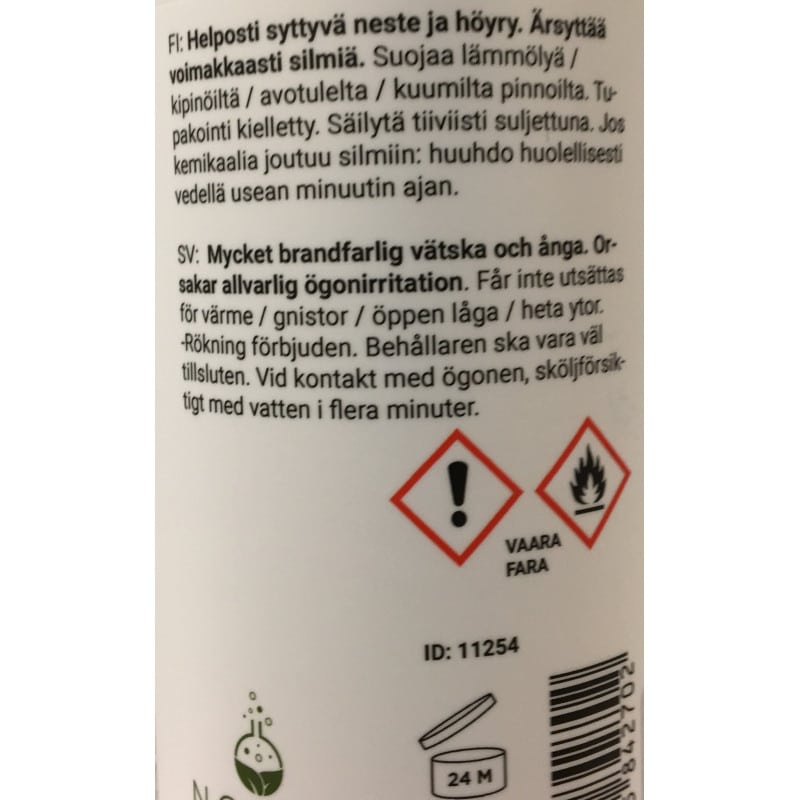 FI: Helposti syttyvä neste ja höyry. Ärsyttää
voimakkaasti silmiä. Suojaa lämmölyä /
kipinöiltä / avotulelta / kuumilta pinnoilta. Tu-
pakointi kielletty. Säilytä tiiviisti suljettuna. Jos
kemikaalia joutuu silmiin: huuhdo huolellisesti
vedellä usean minuutin ajan.
SV: Mycket brandfarlig vätska och ånga. Or-
sakar allvarlig ögonirritation. Får inte utsättas
för värme / gnistor / öppen låga / heta ytor.
-Rökning förbjuden. Behållaren ska vara väl
tillsluten. Vid kontakt med ögonen, sköljförsik-
tigt med vatten i flera minuter.
VAARA
FARA
ID: 11254
24 M
842702